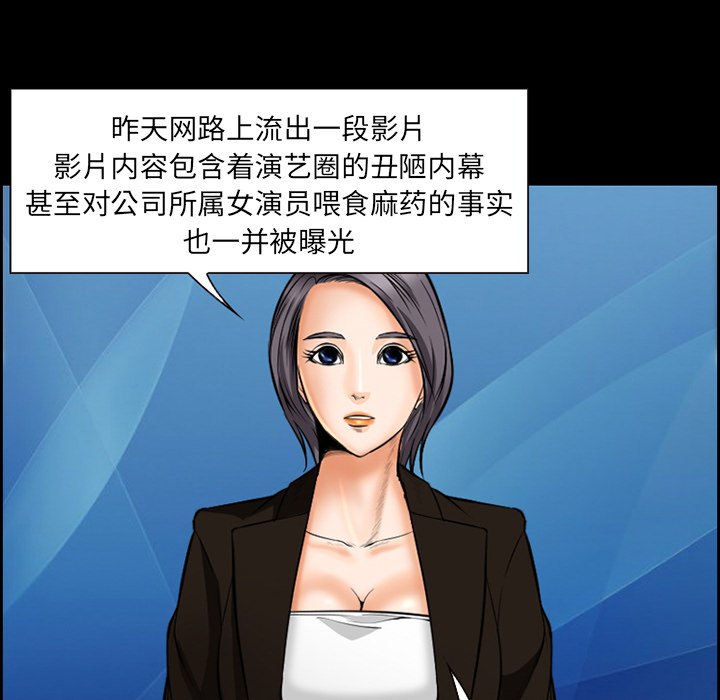 昨天网路上流出一段影片
影片内容包含着演艺圈的丑陋内幕
甚至对公司所属女演员喂食麻药的事实
也一并被曝光